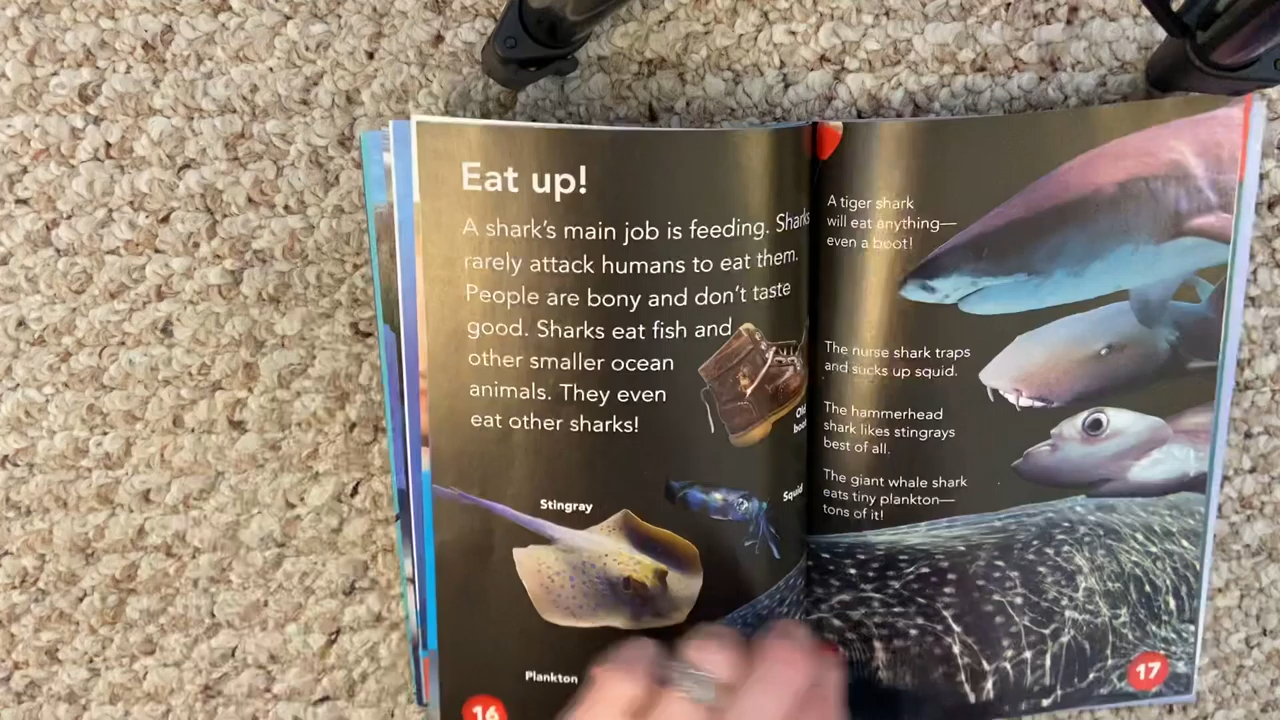 Eat up!
A shark's main job is feeding. Sharks
rarely attack humans to eat them.
People are bony and don't taste
good. Sharks eat fish and
other smaller ocean
animals. They even
eat other sharks!
Old
boot
Stingray
Squid
Plankton
16
A tiger shark
will eat anything—
even a boot!
The nurse shark traps
and sucks up squid.
The hammerhead
shark likes stingrays
best of all.
The giant whale shark
eats tiny plankton—
tons of it!
17